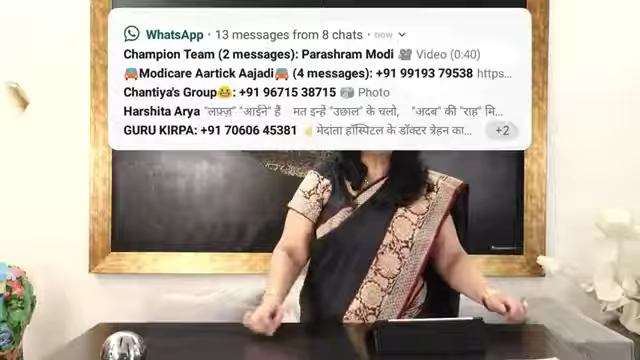 WhatsApp · 13 messages from 8 chats · now
Champion Team (2 messages): Parashram Modi 🎥 Video (0:40)
🚘Modicare Aartick Aajadi🚘 (4 messages): +91 99193 79538 https...
Chantiya's Group😂: +91 96715 38715 📷 Photo
Harshita Arya "लफ़्ज़" "आईने" हैं मत इन्हें "उछाल" के चलो, "अदब" की "राह" मि...
GURU KIRPA: +91 70606 45381 ☝ मेदांता हॉस्पिटल के डॉक्टर त्रेहन का...
+2